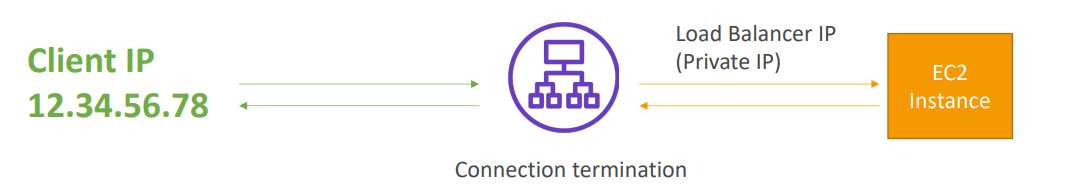 Client IP
12.34.56.78
Load Balancer IP
(Private IP)
EC2
Instance
Connection termination